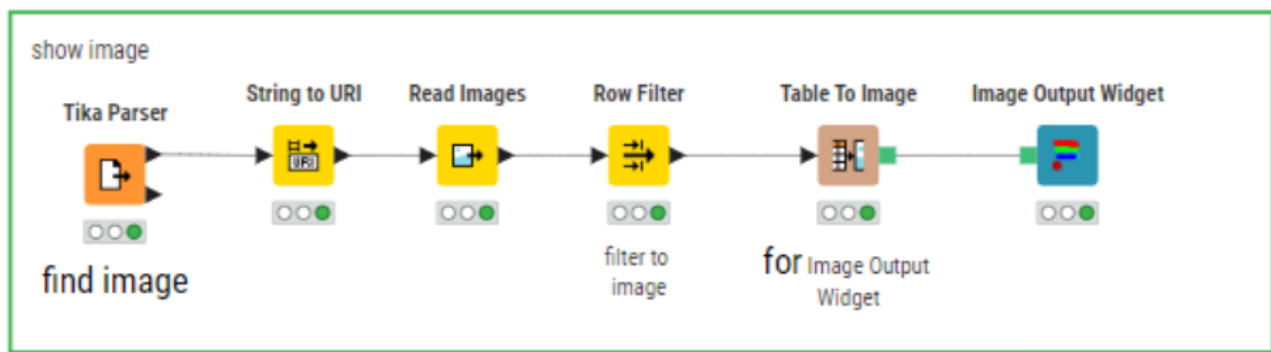 show image
Tika Parser
String to URI
Read Images
Row Filter
Table To Image
Image Output Widget
URI
find image
filter to
image
for Image Output
Widget